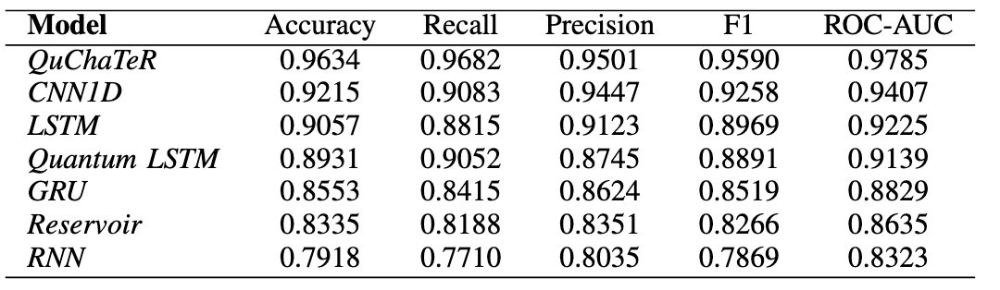 Model Accuracy Recall Precision F1 ROC-AUC
QuChaTeR 0.9634 0.9682 0.9501 0.9590 0.9785
CNN1D 0.9215 0.9083 0.9447 0.9258 0.9407
LSTM 0.9057 0.8815 0.9123 0.8969 0.9225
Quantum LSTM 0.8931 0.9052 0.8745 0.8891 0.9139
GRU 0.8553 0.8415 0.8624 0.8519 0.8829
Reservoir 0.8335 0.8188 0.8351 0.8266 0.8635
RNN 0.7918 0.7710 0.8035 0.7869 0.8323